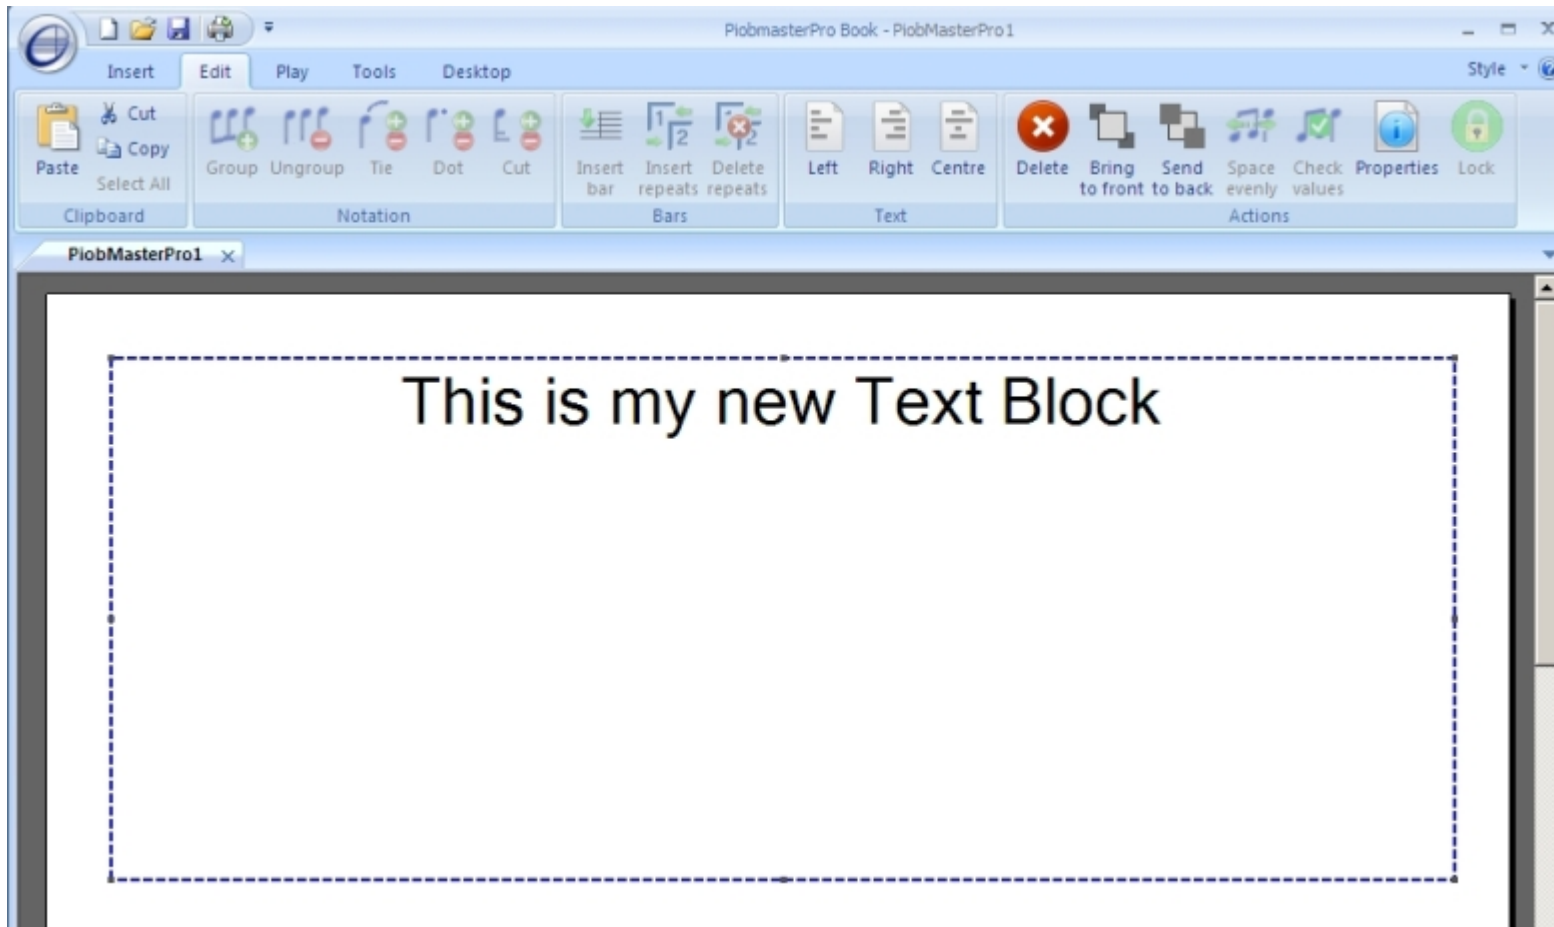 PiobmasterPro Book - PiobMasterPro1
Insert Edit Play Tools Desktop Style
Paste
Cut
Copy
Select All
Clipboard
Group Ungroup Tie Dot Cut
Notation
Insert bar
Insert repeats
Delete repeats
Bars
Left Right Centre
Text
Delete
Bring to front
Send to back
Space evenly
Check values
Properties
Lock
Actions
PiobMasterPro1
This is my new Text Block